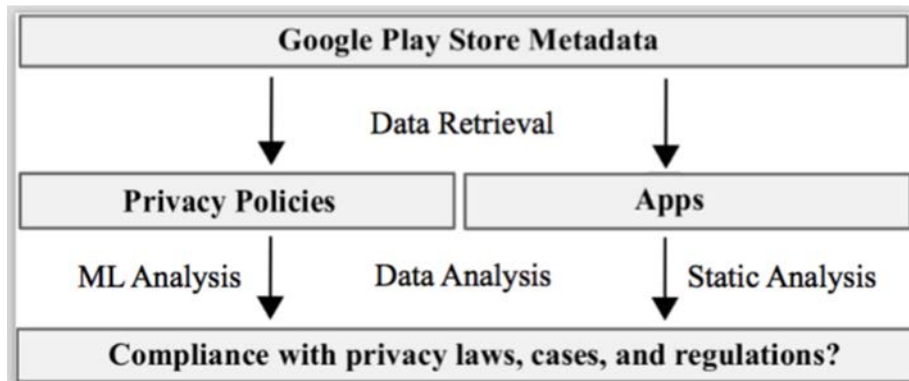 Google Play Store Metadata
Data Retrieval
Privacy Policies
Apps
ML Analysis
Data Analysis
Static Analysis
Compliance with privacy laws, cases, and regulations?